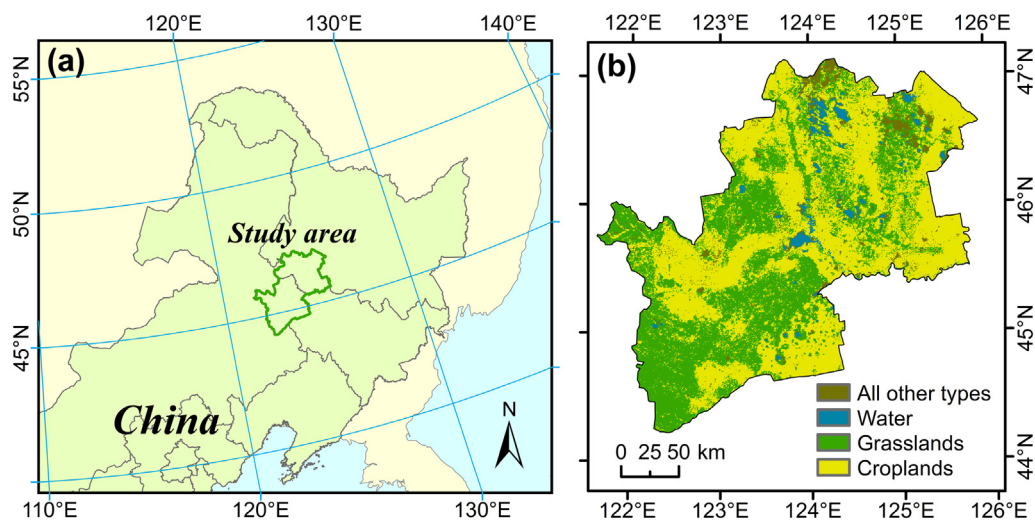 120°E 130°E 140°E
(a)
55°N
50°N
45°N
Study area
China
N
110°E 120°E 130°E
122°E 123°E 124°E 125°E 126°E
(b)
47°N
46°N
45°N
44°N
All other types
Water
Grasslands
Croplands
0 25 50 km
122°E 123°E 124°E 125°E 126°E